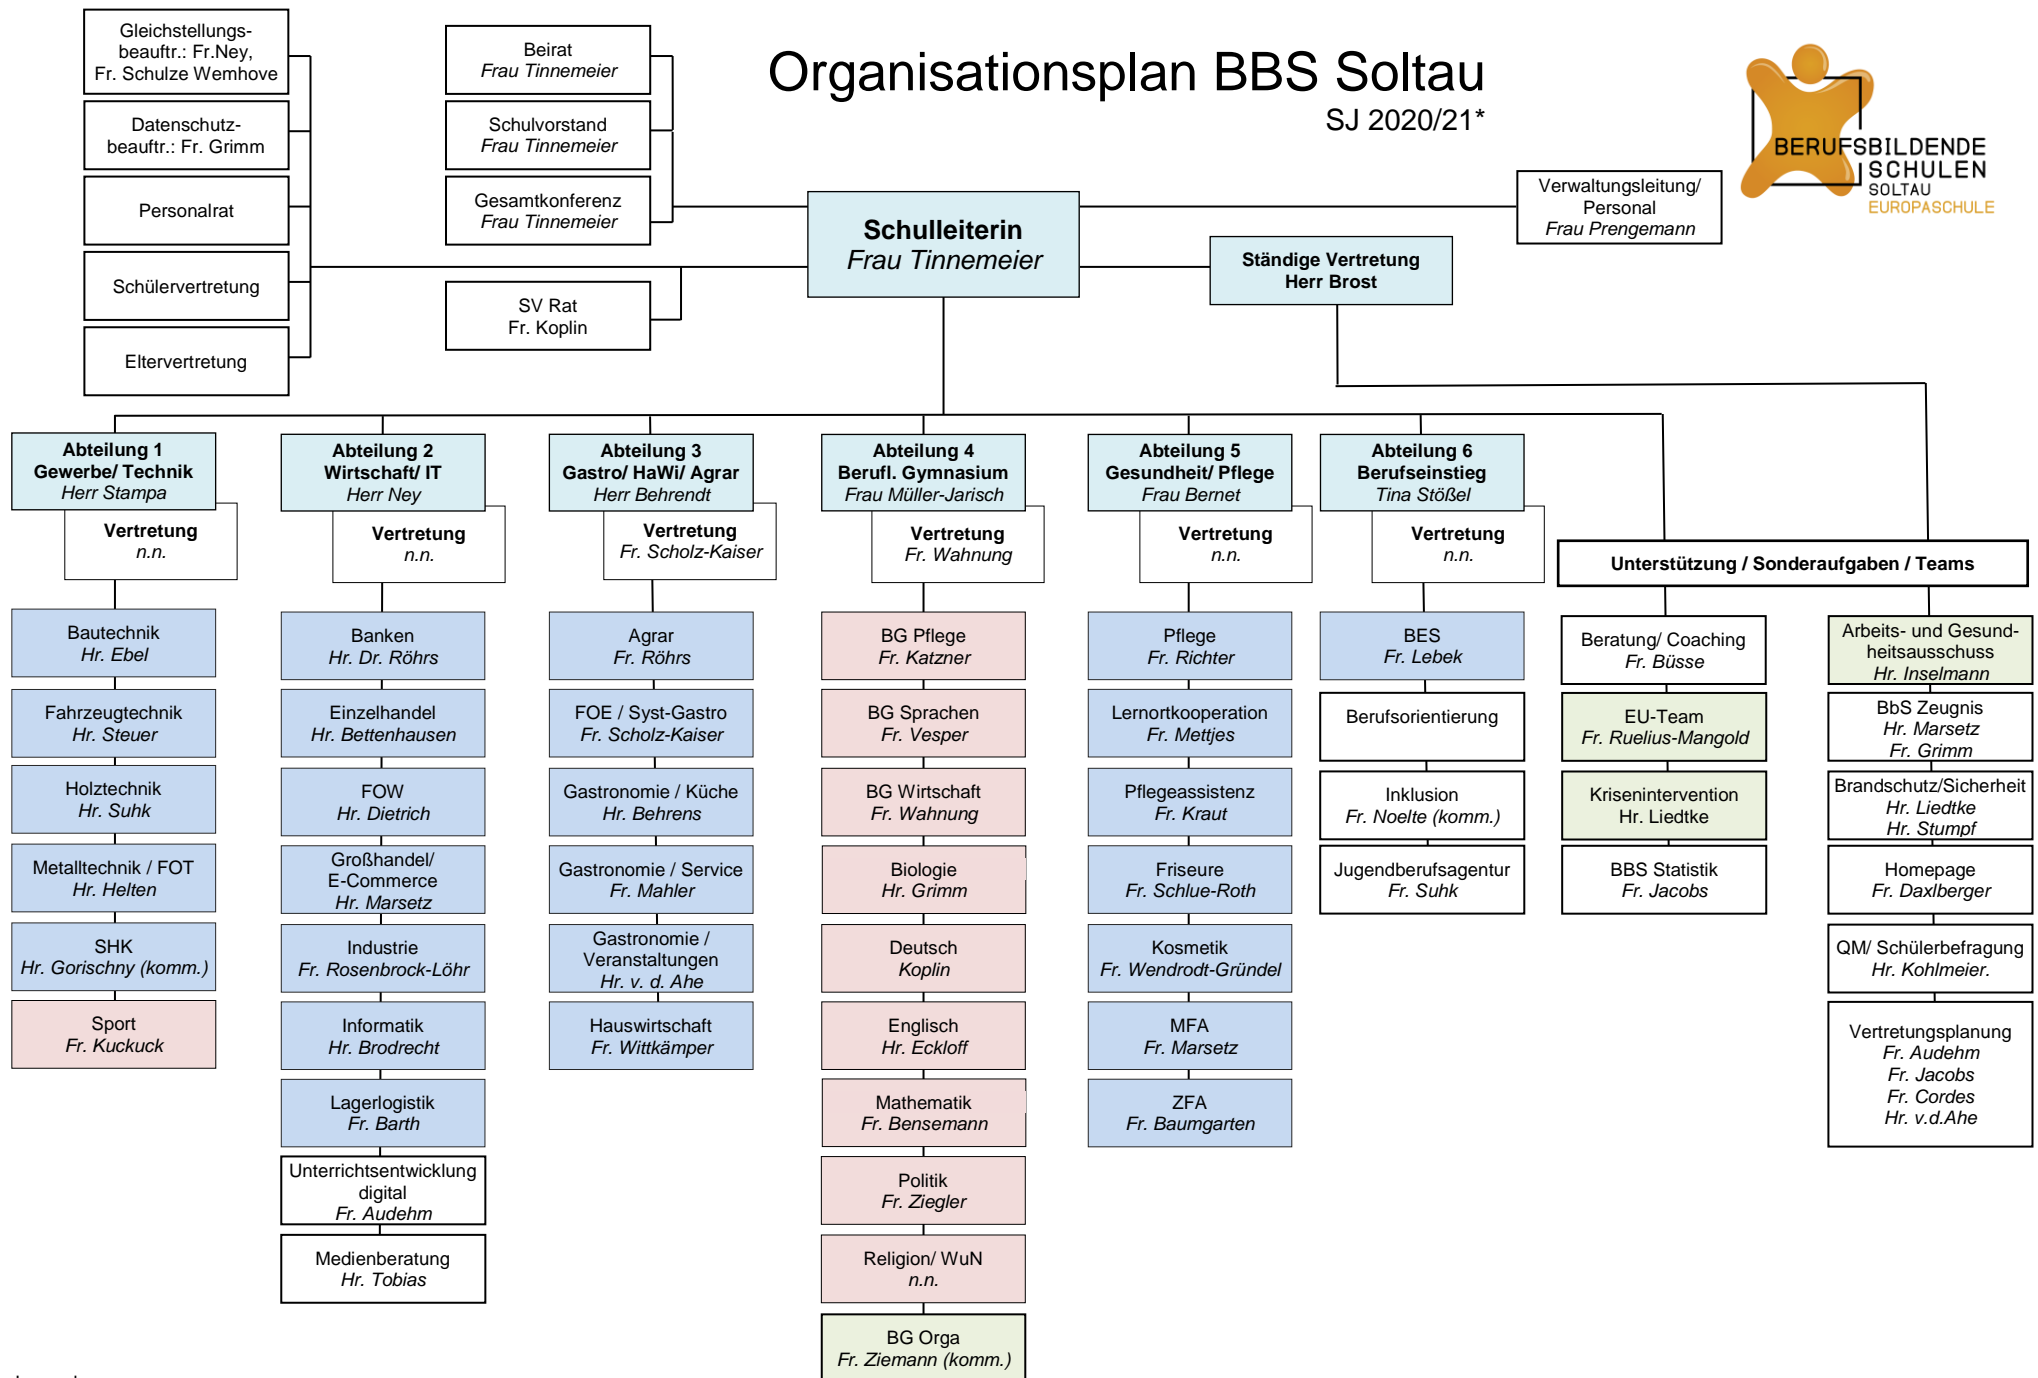 Organisationsplan BBS Soltau
SJ 2020/21*
BERUFSBILDENDE
SCHULEN
SOLTAU
EUROPASCHULE
Gleichstellungs-
beauftr.: Fr.Ney,
Fr. Schulze Wemhove
Datenschutz-
beauftr.: Fr. Grimm
Personalrat
Schülervertretung
Eltervertretung
Beirat
Frau Tinnemeier
Schulvorstand
Frau Tinnemeier
Gesamtkonferenz
Frau Tinnemeier
SV Rat
Fr. Koplin
Schulleiterin
Frau Tinnemeier
Verwaltungsleitung/
Personal
Frau Prengemann
Ständige Vertretung
Herr Brost
Abteilung 1
Gewerbe/ Technik
Herr Stampa
Vertretung
n.n.
Bautechnik
Hr. Ebel
Fahrzeugtechnik
Hr. Steuer
Holztechnik
Hr. Suhk
Metalltechnik / FOT
Hr. Helten
SHK
Hr. Gorischny (komm.)
Sport
Fr. Kuckuck
Abteilung 2
Wirtschaft/ IT
Herr Ney
Vertretung
n.n.
Banken
Hr. Dr. Röhrs
Einzelhandel
Hr. Bettenhausen
FOW
Hr. Dietrich
Großhandel/
E-Commerce
Hr. Marsetz
Industrie
Fr. Rosenbrock-Löhr
Informatik
Hr. Brodrecht
Lagerlogistik
Fr. Barth
Unterrichtsentwicklung
digital
Fr. Audehm
Medienberatung
Hr. Tobias
Abteilung 3
Gastro/ HaWi/ Agrar
Herr Behrendt
Vertretung
Fr. Scholz-Kaiser
Agrar
Fr. Röhrs
FOE / Syst-Gastro
Fr. Scholz-Kaiser
Gastronomie / Küche
Hr. Behrens
Gastronomie / Service
Fr. Mahler
Gastronomie /
Veranstaltungen
Hr. v. d. Ahe
Hauswirtschaft
Fr. Wittkämper
Abteilung 4
Berufl. Gymnasium
Frau Müller-Jarisch
Vertretung
Fr. Wahnung
BG Pflege
Fr. Katzner
BG Sprachen
Fr. Vesper
BG Wirtschaft
Fr. Wahnung
Biologie
Hr. Grimm
Deutsch
Koplin
Englisch
Hr. Eckloff
Mathematik
Fr. Bensemann
Politik
Fr. Ziegler
Religion/ WuN
n.n.
BG Orga
Fr. Ziemann (komm.)
Abteilung 5
Gesundheit/ Pflege
Frau Bernet
Vertretung
n.n.
Pflege
Fr. Richter
Lernortkooperation
Fr. Mettjes
Pflegeassistenz
Fr. Kraut
Friseure
Fr. Schlue-Roth
Kosmetik
Fr. Wendrodt-Gründel
MFA
Fr. Marsetz
ZFA
Fr. Baumgarten
Abteilung 6
Berufseinstieg
Tina Stößel
Vertretung
n.n.
BES
Fr. Lebek
Berufsorientierung
Inklusion
Fr. Noelte (komm.)
Jugendberufsagentur
Fr. Suhk
Unterstützung / Sonderaufgaben / Teams
Beratung/ Coaching
Fr. Büsse
EU-Team
Fr. Ruelius-Mangold
Krisenintervention
Hr. Liedtke
BBS Statistik
Fr. Jacobs
Arbeits- und Gesund-
heitsausschuss
Hr. Inselmann
BbS Zeugnis
Hr. Marsetz
Fr. Grimm
Brandschutz/Sicherheit
Hr. Liedtke
Hr. Stumpf
Homepage
Fr. Daxlberger
QM/ Schülerbefragung
Hr. Kohlmeier.
Vertretungsplanung
Fr. Audehm
Fr. Jacobs
Fr. Cordes
Hr. v.d.Ahe